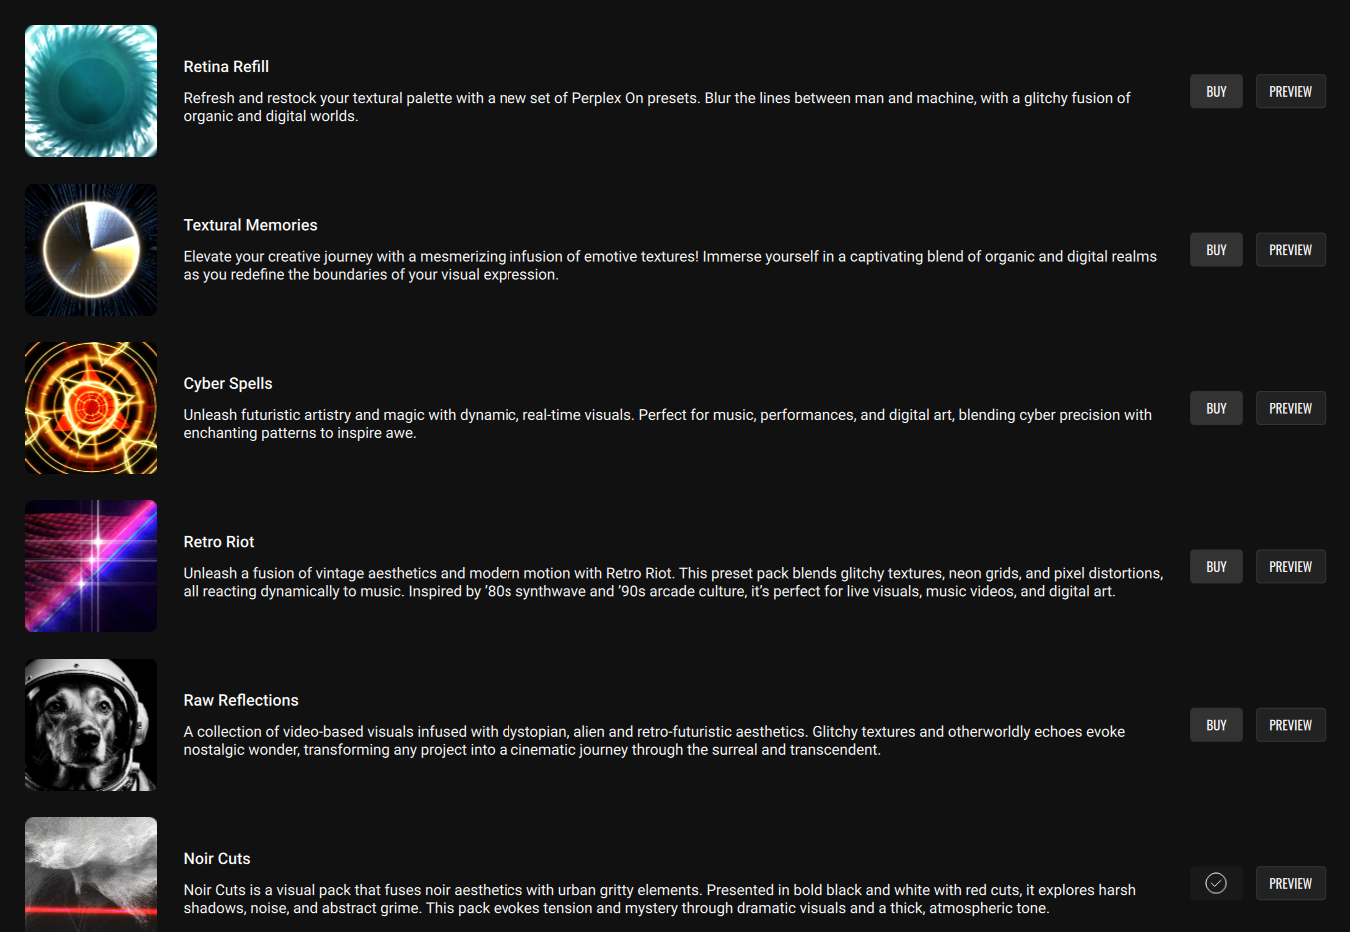 Retina Refill
Refresh and restock your textural palette with a new set of Perplex On presets. Blur the lines between man and machine, with a glitchy fusion of
organic and digital worlds.
BUY
PREVIEW
Textural Memories
Elevate your creative journey with a mesmerizing infusion of emotive textures! Immerse yourself in a captivating blend of organic and digital realms
as you redefine the boundaries of your visual expression.
BUY
PREVIEW
Cyber Spells
Unleash futuristic artistry and magic with dynamic, real-time visuals. Perfect for music, performances, and digital art, blending cyber precision with
enchanting patterns to inspire awe.
BUY
PREVIEW
Retro Riot
Unleash a fusion of vintage aesthetics and modern motion with Retro Riot. This preset pack blends glitchy textures, neon grids, and pixel distortions,
all reacting dynamically to music. Inspired by ’80s synthwave and ’90s arcade culture, it’s perfect for live visuals, music videos, and digital art.
BUY
PREVIEW
Raw Reflections
A collection of video-based visuals infused with dystopian, alien and retro-futuristic aesthetics. Glitchy textures and otherworldly echoes evoke
nostalgic wonder, transforming any project into a cinematic journey through the surreal and transcendent.
BUY
PREVIEW
Noir Cuts
Noir Cuts is a visual pack that fuses noir aesthetics with urban gritty elements. Presented in bold black and white with red cuts, it explores harsh
shadows, noise, and abstract grime. This pack evokes tension and mystery through dramatic visuals and a thick, atmospheric tone.
PREVIEW